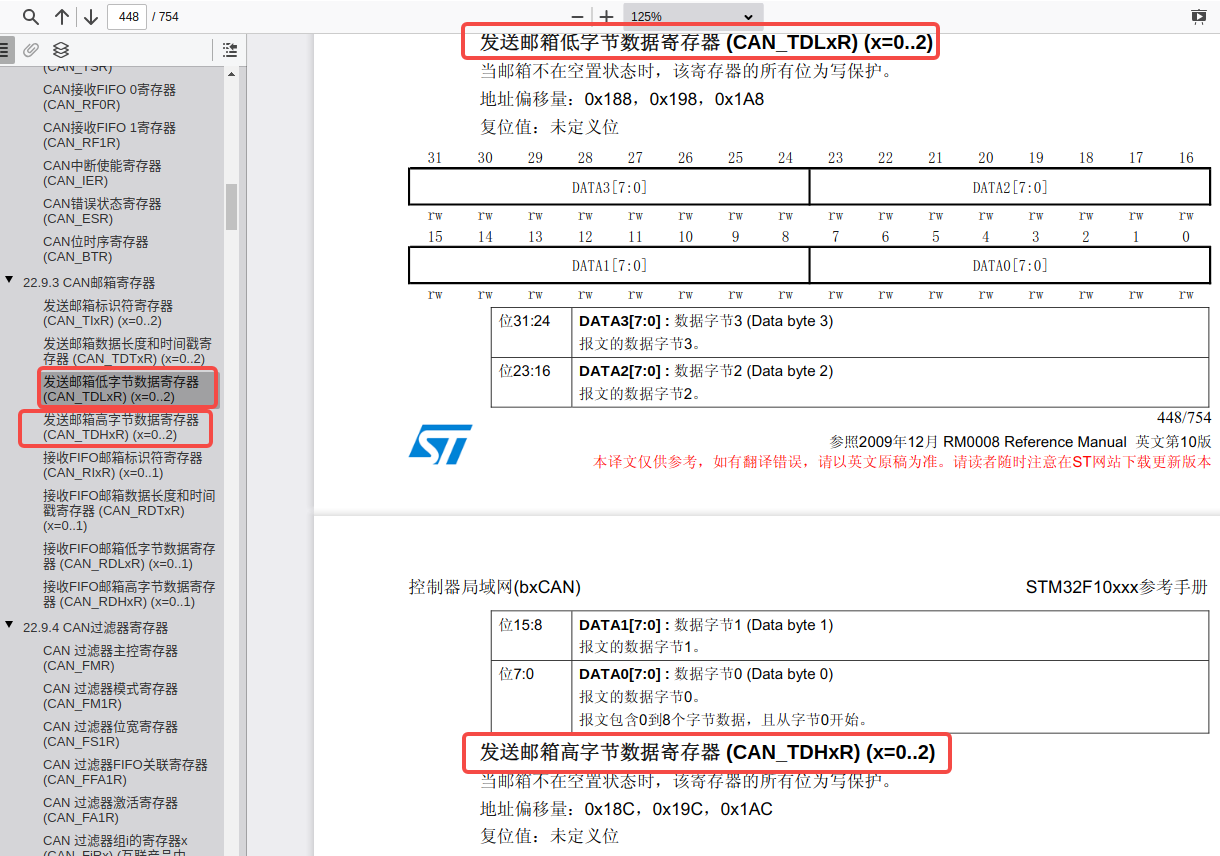 448 / 754
125%
(CAN_TSR)
CAN接收FIFO 0寄存器
(CAN_RF0R)
CAN接收FIFO 1寄存器
(CAN_RF1R)
CAN中断使能寄存器
(CAN_IER)
CAN错误状态寄存器
(CAN_ESR)
CAN位时序寄存器
(CAN_BTR)
22.9.3 CAN邮箱寄存器
发送邮箱标识符寄存器
(CAN_TIxR) (x=0..2)
发送邮箱数据长度和时间戳寄
存器 (CAN_TDTxR) (x=0..2)
发送邮箱低字节数据寄存器
(CAN_TDLxR) (x=0..2)
发送邮箱高字节数据寄存器
(CAN_TDHxR) (x=0..2)
接收FIFO邮箱标识符寄存器
(CAN_RIxR) (x=0..1)
接收FIFO邮箱数据长度和时间
戳寄存器 (CAN_RDTxR)
(x=0..1)
接收FIFO邮箱低字节数据寄存
器 (CAN_RDLxR) (x=0..1)
接收FIFO邮箱高字节数据寄存
器 (CAN_RDHxR) (x=0..1)
22.9.4 CAN过滤器寄存器
CAN 过滤器主控寄存器
(CAN_FMR)
CAN 过滤器模式寄存器
(CAN_FM1R)
CAN 过滤器位宽寄存器
(CAN_FS1R)
CAN 过滤器FIFO关联寄存器
(CAN_FFA1R)
CAN 过滤器激活寄存器
(CAN_FA1R)
CAN 过滤器组i的寄存器x
(CAN_FiRx) (互联产品中
发送邮箱低字节数据寄存器 (CAN_TDLxR) (x=0..2)
当邮箱不在空置状态时，该寄存器的所有位为写保护。
地址偏移量：0x188，0x198，0x1A8
复位值：未定义位
31 30 29 28 27 26 25 24 23 22 21 20 19 18 17 16
DATA3[7:0] DATA2[7:0]
rw rw rw rw rw rw rw rw rw rw rw rw rw rw rw rw
15 14 13 12 11 10 9 8 7 6 5 4 3 2 1 0
DATA1[7:0] DATA0[7:0]
rw rw rw rw rw rw rw rw rw rw rw rw rw rw rw rw
位31:24 DATA3[7:0] : 数据字节3 (Data byte 3)
报文的数据字节3。
位23:16 DATA2[7:0] : 数据字节2 (Data byte 2)
报文的数据字节2。
448/754
ST
参照2009年12月 RM0008 Reference Manual 英文第10版
本译文仅供参考，如有翻译错误，请以英文原稿为准。请读者随时注意在ST网站下载更新版本
控制器局域网(bxCAN) STM32F10xxx参考手册
位15:8 DATA1[7:0] : 数据字节1 (Data byte 1)
报文的数据字节1。
位7:0 DATA0[7:0] : 数据字节0 (Data byte 0)
报文的数据字节0。
报文包含0到8个字节数据，且从字节0开始。
发送邮箱高字节数据寄存器 (CAN_TDHxR) (x=0..2)
当邮箱不在空置状态时，该寄存器的所有位为写保护。
地址偏移量：0x18C，0x19C，0x1AC
复位值：未定义位